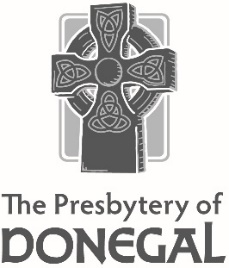 The Presbytery of
DONEGAL